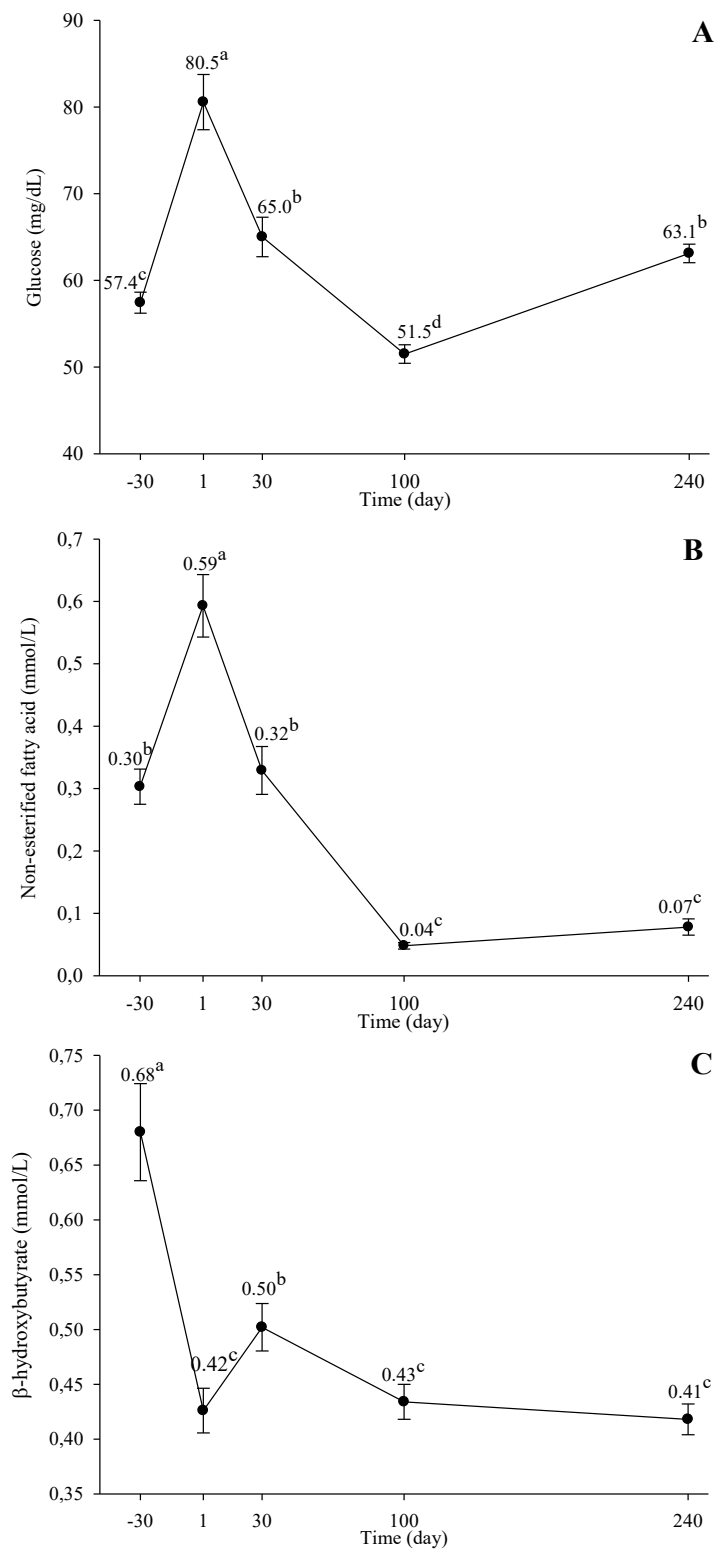 A
90
80
70
60
50
40
Glucose (mg/dL)
57.4c
80.5a
65.0b
51.5d
63.1b
-30 1 30 100 240
Time (day)
B
0,7
0,6
0,5
0,4
0,3
0,2
0,1
0,0
Non-esterified fatty acid (mmol/L)
0.30b
0.59a
0.32b
0.04c
0.07c
-30 1 30 100 240
Time (day)
C
0,75
0,70
0,65
0,60
0,55
0,50
0,45
0,40
0,35
β-hydroxybutyrate (mmol/L)
0.68a
0.42c
0.50b
0.43c
0.41c
-30 1 30 100 240
Time (day)